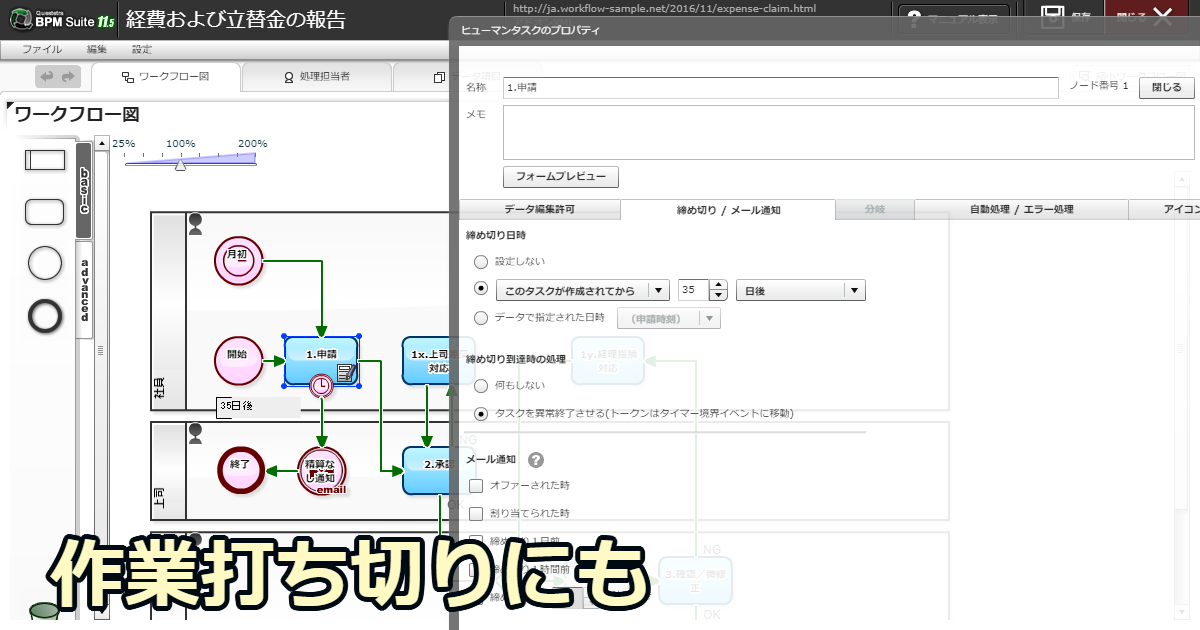 Questetra
BPM Suite 11.5
経費および立替金の報告
http://ja.workflow-sample.net/2016/11/expense-claim.html
マニュアル表示
保存
閉じる
ファイル 編集 設定
ワークフロー図
処理担当者
ワークフロー図
25% 100% 200%
basic
advanced
社員
月初
開始
1.申請
1x.上司差
対応
35日後
上司
終了
精算な
し通知
email
2.承認
NG
OK
ヒューマンタスクのプロパティ
名称
1.申請
ノード番号 1
閉じる
メモ
フォームプレビュー
データ編集許可
締め切り / メール通知
分岐
自動処理 / エラー処理
アイコン
締め切り日時
設定しない
このタスクが作成されてから
35
日後
データで指定された日時
(申請時刻)
締め切り到達時の処理
何もしない
タスクを異常終了させる(トークンはタイマー境界イベントに移動)
メール通知
?
オファーされた時
割り当てられた時
締め切り1日前
締め切り1時間前
1y.経理差
対応
NG
3.確認/
正
OK
作業打ち切りにも